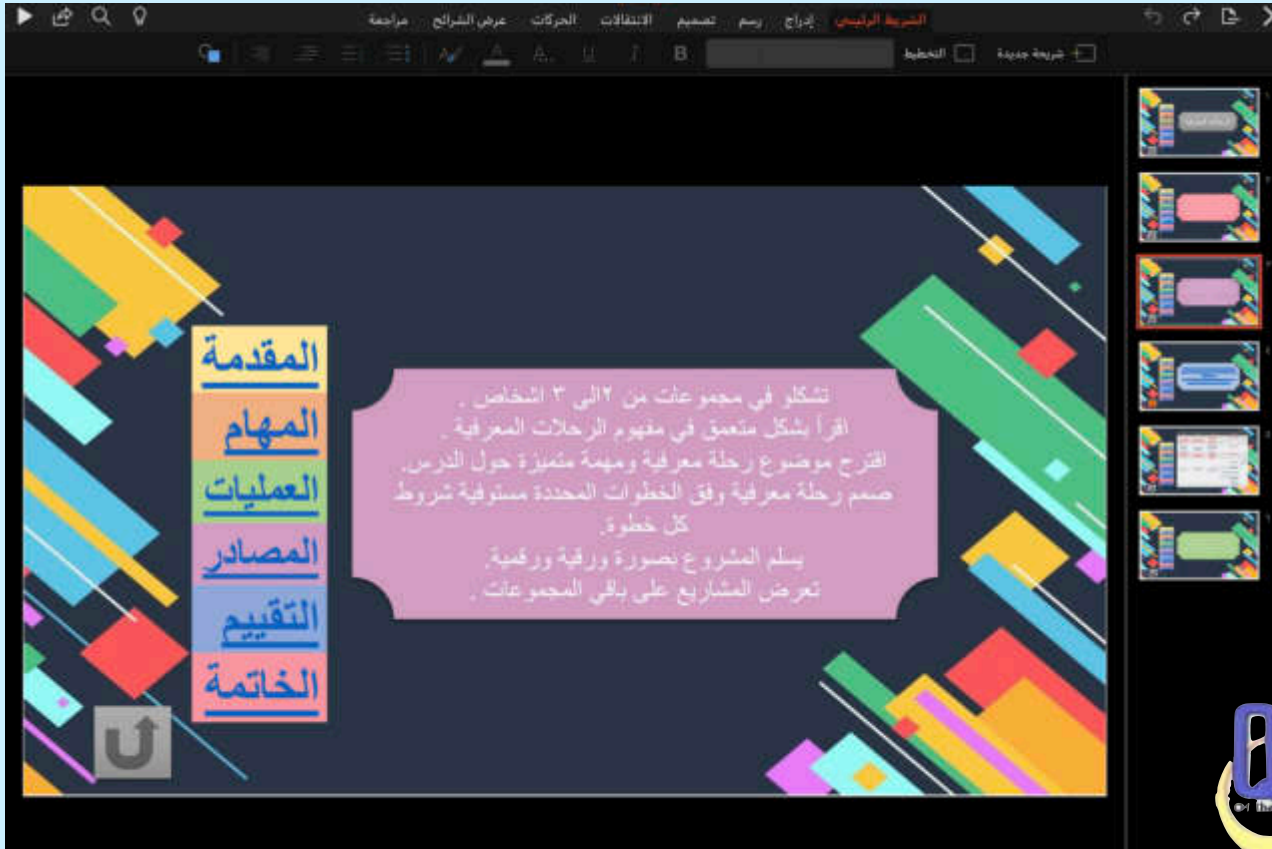 الشريط الرئيسي إدراج رسم تصميم الانتقالات الحركات عرض الشرائح مراجعة
شريحة جديدة التخطيط B I U A A
المقدمة
المهام
العمليات
المصادر
التقييم
الخاتمة
تشكلو في مجموعات من ٢الى ٣ اشخاص .
اقرأ بشكل متعمق في مفهوم الرحلات المعرفية .
اقترح موضوع رحلة معرفية ومهمة متميزة حول الدرس.
صمم رحلة معرفية وفق الخطوات المحددة مستوفية شروط
كل خطوة.
يسلم المشروع بصورة ورقية ورقمية.
تعرض المشاريع على باقي المجموعات .